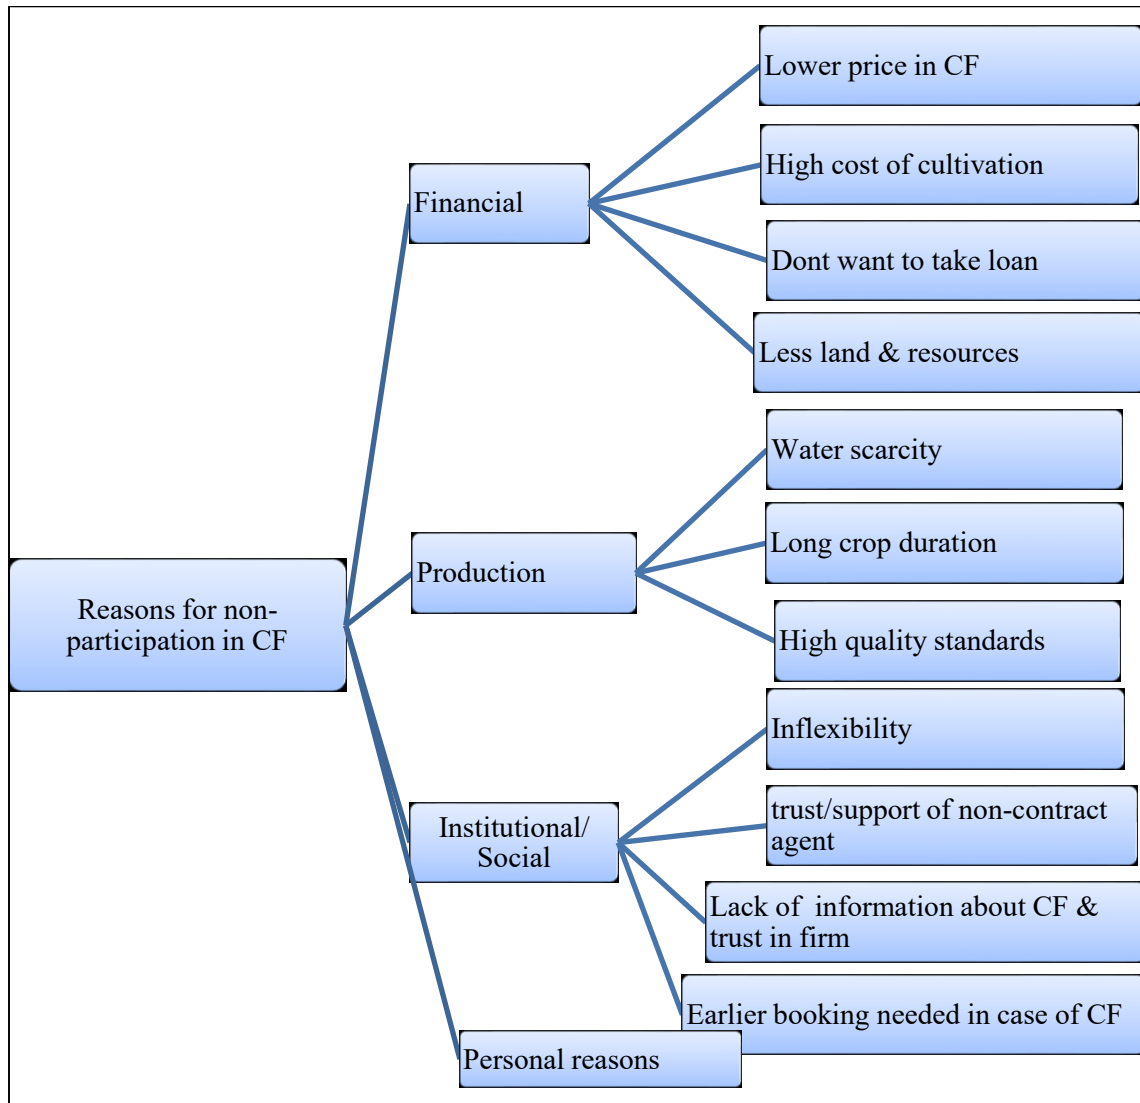 Lower price in CF
High cost of cultivation
Financial
Dont want to take loan
Less land & resources
Water scarcity
Production
Long crop duration
High quality standards
Reasons for non-
participation in CF
Inflexibility
Institutional/
Social
trust/support of non-contract
agent
Lack of  information about CF &
trust in firm
Earlier booking needed in case of CF
Personal reasons